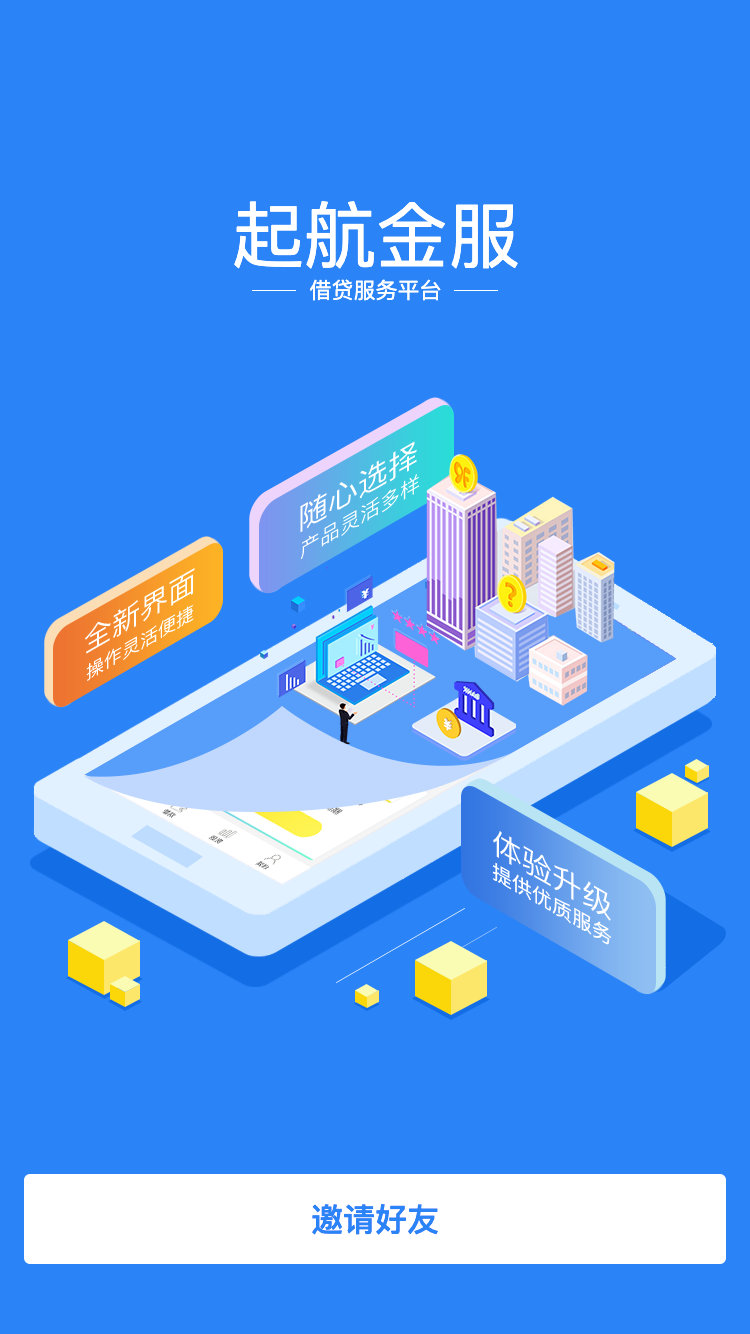 起航金服
借贷服务平台
随心选择
产品灵活多样
全新界面
操作灵活便捷
体验升级
提供优质服务
我的
邀请好友